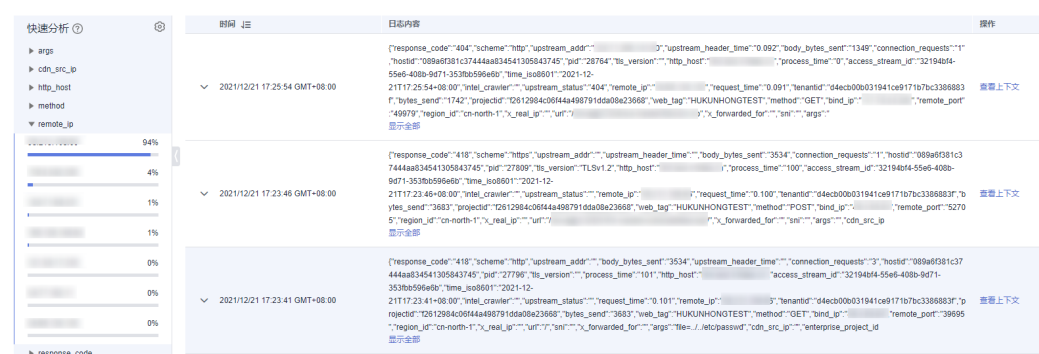 快速分析
args
cdn_src_ip
http_host
method
remote_ip
94%
4%
1%
1%
0%
0%
0%
response_code
时间 日志内容 操作
{"response_code":"404","scheme":"http","upstream_addr":" 0","upstream_header_time":"0.092","body_bytes_sent":"1349","connection_requests":"1"
,"hostid":"089a6f381c37444aa834541305843745","pid":"28764","tls_version":"","http_host":" ","process_time":"0","access_stream_id":"32194bf4-
55e6-408b-9d71-353fbb596e6b","time_iso8601":"2021-12-
2021/12/21 17:25:54 GMT+08:00
21T17:25:54+08:00","intel_crawler":"","upstream_status":"404","remote_ip":" ","request_time":"0.091","tenantid":"d4ecb00b031941ce9171b7bc3386883
查看上下文
f","bytes_send":"1742","projectid":"f2612984c06f44a498791dda08e23668","web_tag":"HUKUNHONGTEST","method":"GET","bind_ip":" ","remote_port"
:"49979","region_id":"cn-north-1","x_real_ip":"","url":"/ ","x_forwarded_for":"","sni":"","args":"
显示全部
{"response_code":"418","scheme":"https","upstream_addr":"","upstream_header_time":"","body_bytes_sent":"3534","connection_requests":"1","hostid":"089a6f381c3
7444aa834541305843745","pid":"27809","tls_version":"TLSv1.2","http_host":" ","process_time":"100","access_stream_id":"32194bf4-55e6-408b-
9d71-353fbb596e6b","time_iso8601":"2021-12-
2021/12/21 17:23:46 GMT+08:00
21T17:23:46+08:00","intel_crawler":"","upstream_status":"","remote_ip":" ","request_time":"0.100","tenantid":"d4ecb00b031941ce9171b7bc3386883f","b
查看上下文
ytes_send":"3683","projectid":"f2612984c06f44a498791dda08e23668","web_tag":"HUKUNHONGTEST","method":"POST","bind_ip":" ","remote_port":"5270
5","region_id":"cn-north-1","x_real_ip":"","url":"/ ","x_forwarded_for":"","sni":"","args":"","cdn_src_ip
显示全部
{"response_code":"418","scheme":"http","upstream_addr":"","body_bytes_sent":"3534","upstream_header_time":"","connection_requests":"3","hostid":"089a6f381c37
444aa834541305843745","pid":"27796","tls_version":"","process_time":"101","http_host":" "access_stream_id":"32194bf4-55e6-408b-9d71-
353fbb596e6b","time_iso8601":"2021-12-
2021/12/21 17:23:41 GMT+08:00
21T17:23:41+08:00","intel_crawler":"","upstream_status":"","request_time":"0.101","remote_ip":" ","tenantid":"d4ecb00b031941ce9171b7bc3386883f","p
查看上下文
rojectid":"f2612984c06f44a498791dda08e23668","bytes_send":"3683","web_tag":"HUKUNHONGTEST","method":"GET","bind_ip":" "remote_port":"39695
","region_id":"cn-north-1","x_real_ip":"","url":"/","sni":"","x_forwarded_for":"","args":"file=../../etc/passwd","cdn_src_ip":"","enterprise_project_id
显示全部